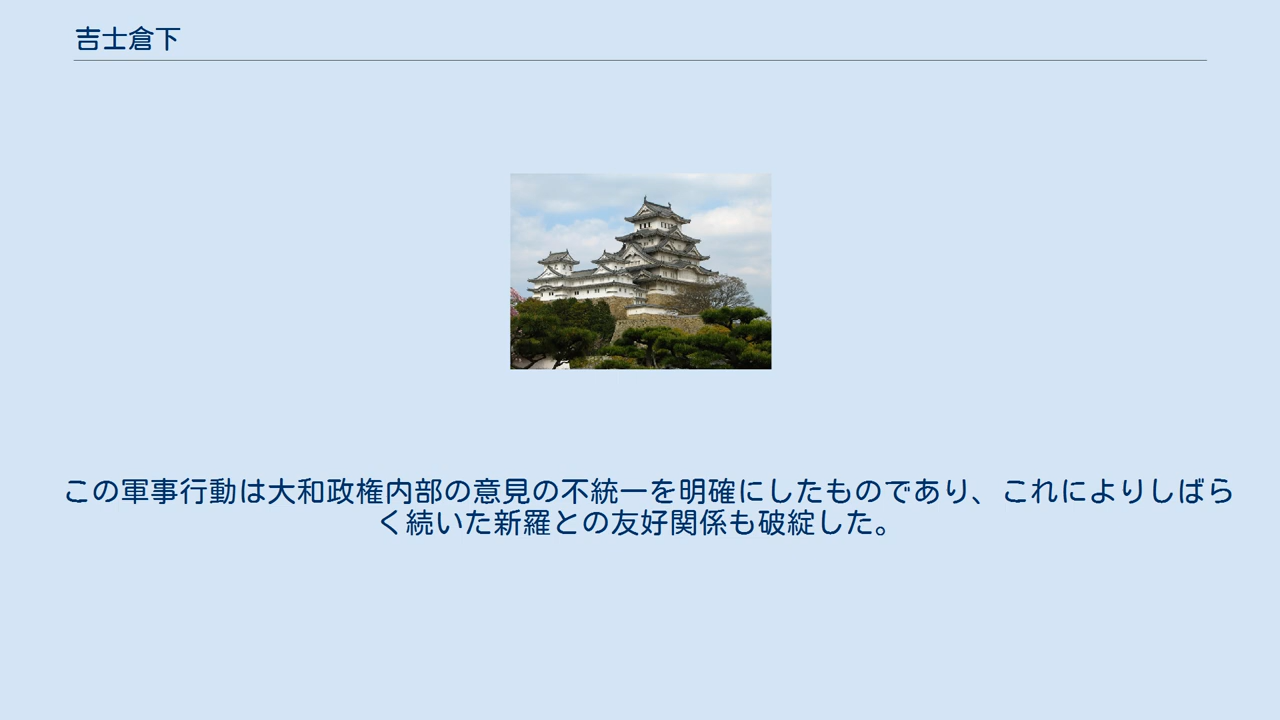 吉士倉下
この軍事行動は大和政権内部の意見の不統一を明確にしたものであり、これによりしばら
く続いた新羅との友好関係も破綻した。